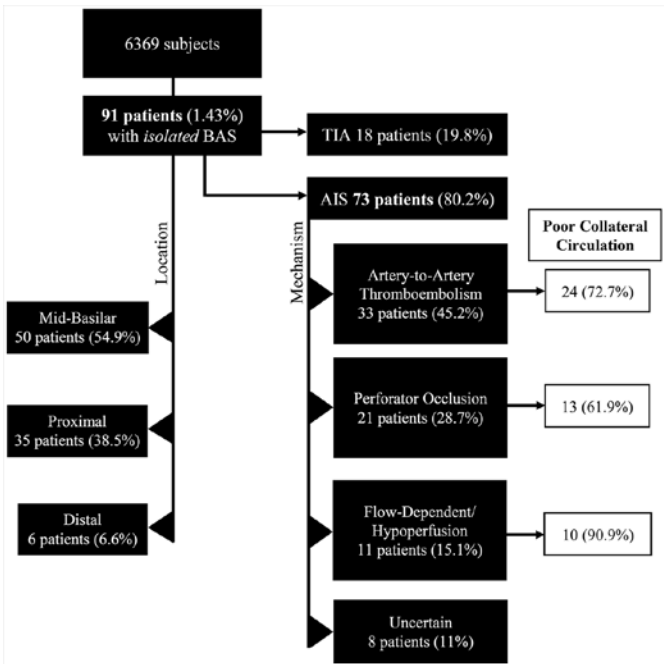 6369 subjects
91 patients (1.43%)
with isolated BAS
TIA 18 patients (19.8%)
AIS 73 patients (80.2%)
Poor Collateral
Circulation
Location
Mechanism
Artery-to-Artery
Thromboembolism
33 patients (45.2%)
24 (72.7%)
Mid-Basilar
50 patients (54.9%)
Perforator Occlusion
21 patients (28.7%)
13 (61.9%)
Proximal
35 patients (38.5%)
Flow-Dependent/
Hypoperfusion
11 patients (15.1%)
10 (90.9%)
Distal
6 patients (6.6%)
Uncertain
8 patients (11%)